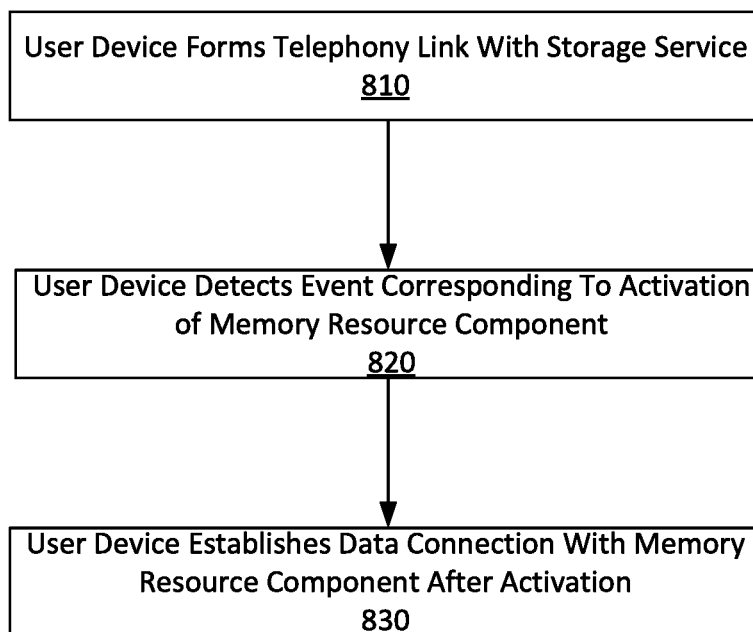 User Device Forms Telephony Link With Storage Service
810
User Device Detects Event Corresponding To Activation
of Memory Resource Component
820
User Device Establishes Data Connection With Memory
Resource Component After Activation
830